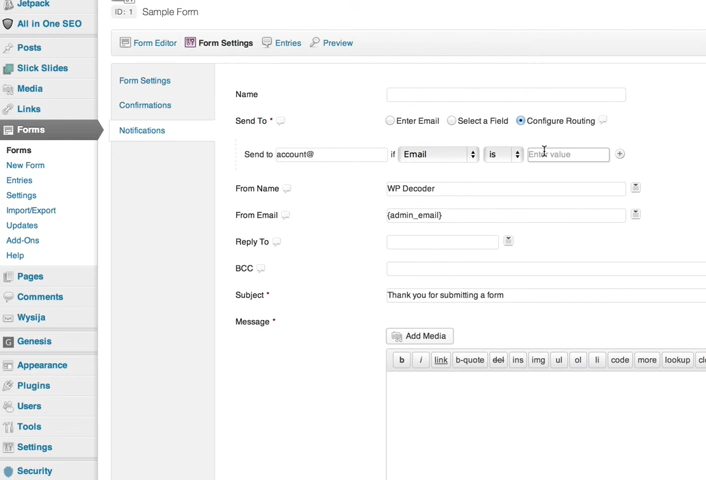 Jetpack
ID: 1 Sample Form
All in One SEO
Form Editor Form Settings Entries Preview
Posts
Slick Slides
Media
Links
Forms
Forms
New Form
Entries
Settings
Import/Export
Updates
Add-Ons
Help
Pages
Comments
Wysija
Genesis
Appearance
Plugins
Users
Tools
Settings
Security
Form Settings
Confirmations
Notifications
Name
Send To * Enter Email Select a Field Configure Routing
Send to account@ if Email is Enter value
From Name WP Decoder
From Email {admin_email}
Reply To
BCC
Subject * Thank you for submitting a form
Message *
Add Media
b i link b-quote del ins img ul ol li code more lookup